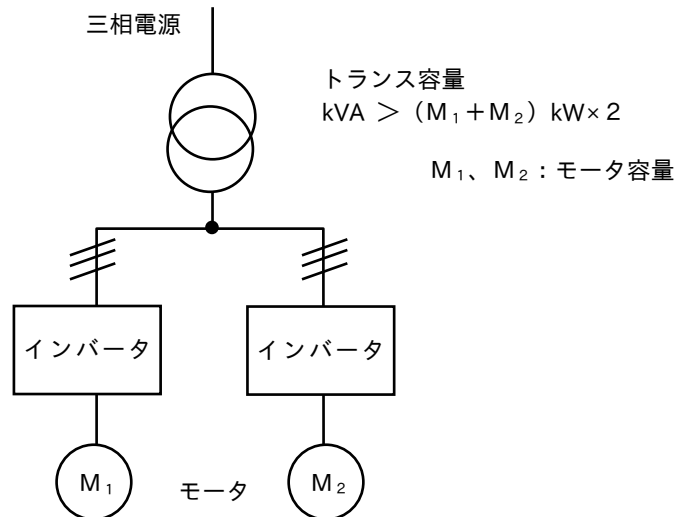 三相電源
トランス容量
kVA ＞（M₁＋M₂）kW×2
M₁、M₂：モータ容量
インバータ
インバータ
M₁
モータ
M₂